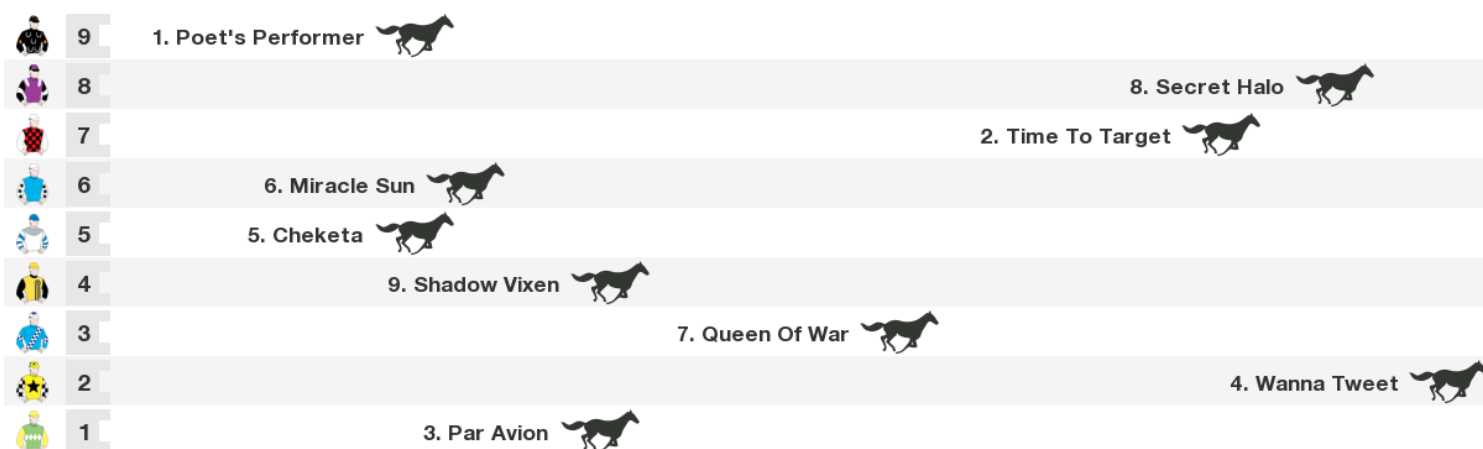 9 1. Poet's Performer
8 8. Secret Halo
7 2. Time To Target
6 6. Miracle Sun
5 5. Cheketa
4 9. Shadow Vixen
3 7. Queen Of War
2 4. Wanna Tweet
1 3. Par Avion